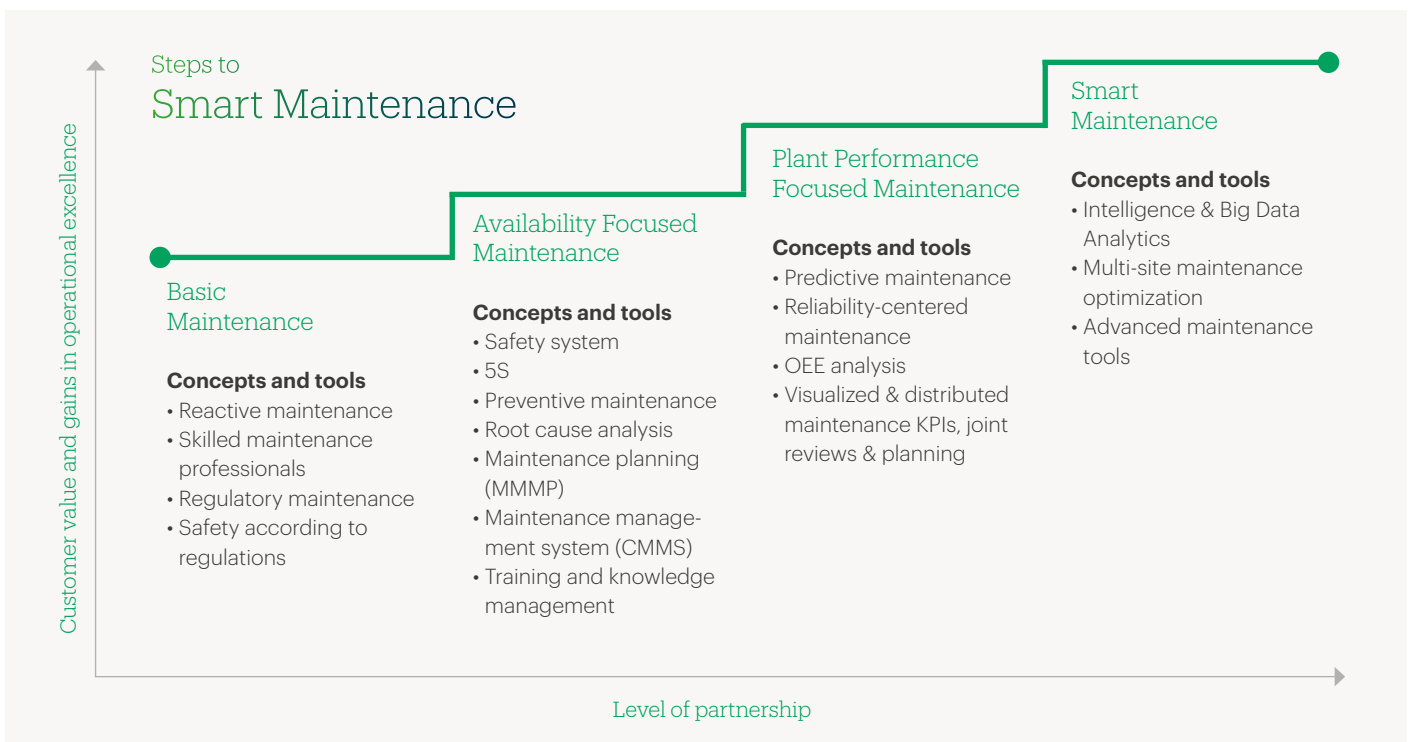 Steps to
Smart Maintenance
Customer value and gains in operational excellence
Basic
Maintenance
Concepts and tools
• Reactive maintenance
• Skilled maintenance
professionals
• Regulatory maintenance
• Safety according to
regulations
Availability Focused
Maintenance
Concepts and tools
• Safety system
• 5S
• Preventive maintenance
• Root cause analysis
• Maintenance planning
(MMMP)
• Maintenance manage-
ment system (CMMS)
• Training and knowledge
management
Plant Performance
Focused Maintenance
Concepts and tools
• Predictive maintenance
• Reliability-centered
maintenance
• OEE analysis
• Visualized & distributed
maintenance KPIs, joint
reviews & planning
Smart
Maintenance
Concepts and tools
• Intelligence & Big Data
Analytics
• Multi-site maintenance
optimization
• Advanced maintenance
tools
Level of partnership